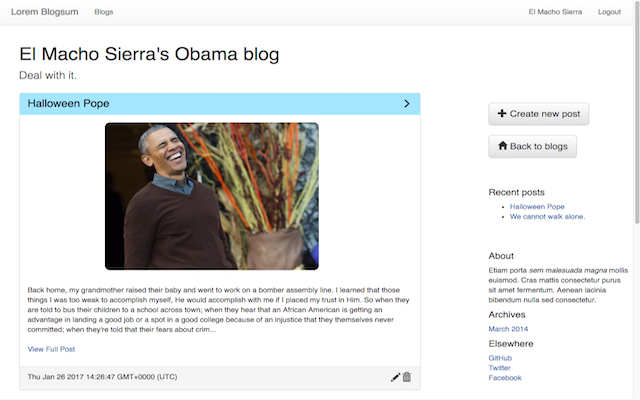 Lorem Blogsum Blogs El Macho Sierra Logout
El Macho Sierra's Obama blog
Deal with it.
Halloween Pope
Back home, my grandmother raised their baby and went to work on a bomber assembly line. I learned that those
things I was too weak to accomplish myself, He would accomplish with me if I placed my trust in Him. So when they
are told to bus their children to a school across town; when they hear that an African American is getting an
advantage in landing a good job or a spot in a good college because of an injustice that they themselves never
committed; when they're told that their fears about crim...
View Full Post
Thu Jan 26 2017 14:26:47 GMT+0000 (UTC)
Create new post
Back to blogs
Recent posts
Halloween Pope
We cannot walk alone.
About
Etiam porta sem malesuada magna mollis
euismod. Cras mattis consectetur purus
sit amet fermentum. Aenean lacinia
bibendum nulla sed consectetur.
Archives
March 2014
Elsewhere
GitHub
Twitter
Facebook